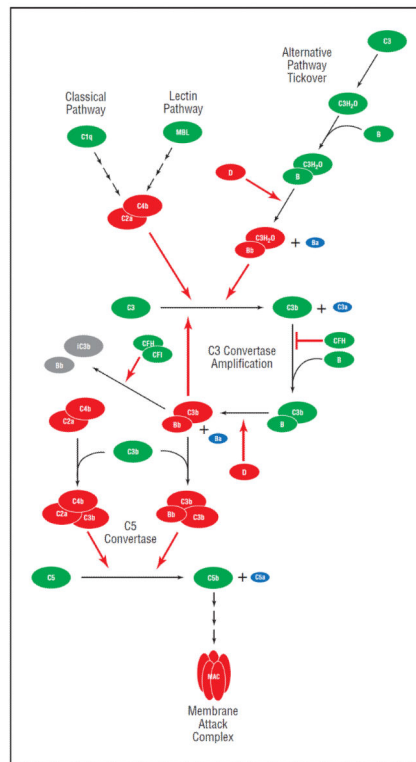 C3
Alternative
Pathway
Tickover
Classical
Pathway
Lectin
Pathway
C3H₂O
C1q
MBL
B
C3H₂O
B
D
C4b
C2a
C3H₂O
Bb
+
Ba
C3
C3b
+
C3a
iC3b
Bb
CFH
CFI
C3 Convertase
Amplification
CFH
B
C4b
C2a
C3b
Bb
+
Ba
C3b
B
C3b
D
C4b
C2a
C3b
C3b
Bb
C3b
C5
Convertase
C5
C5b
+
C5a
MAC
Membrane
Attack
Complex